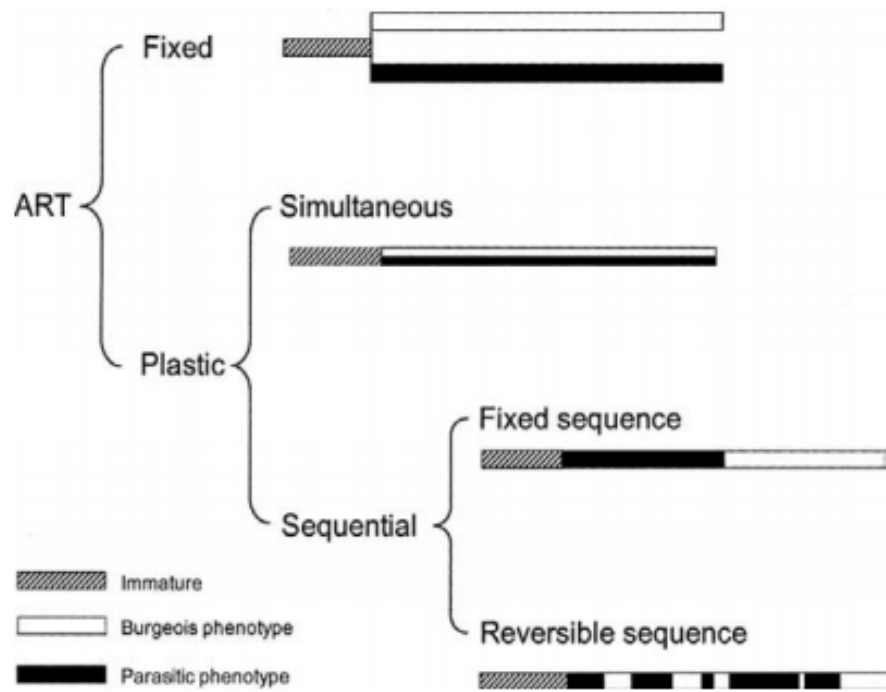 Fixed
ART
Simultaneous
Plastic
Fixed sequence
Sequential
Immature
Burgeois phenotype
Reversible sequence
Parasitic phenotype